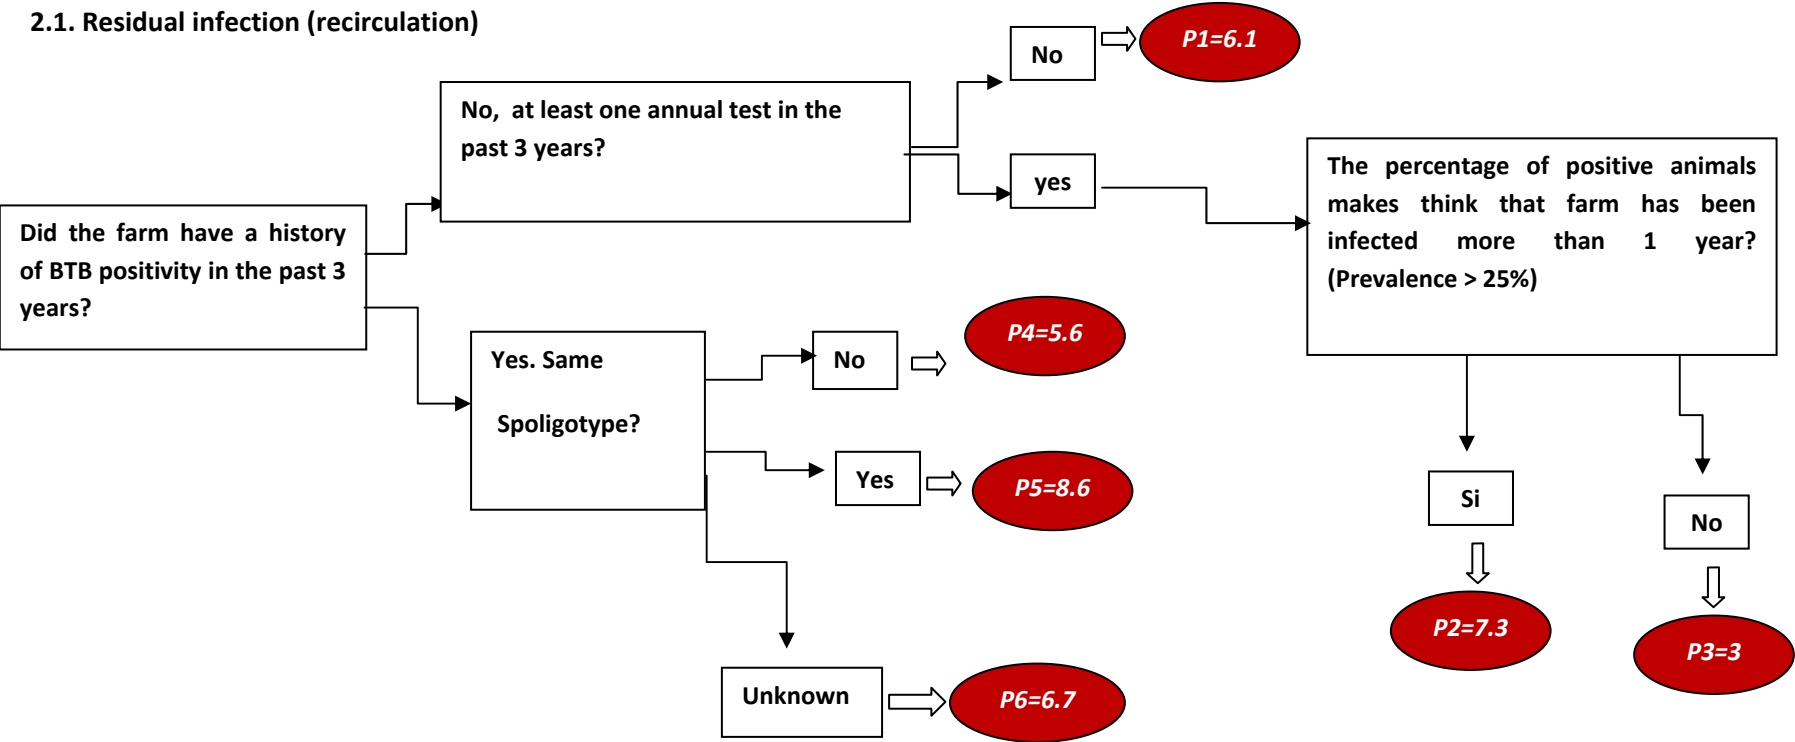 2.1. Residual infection (recirculation)
No
P1=6.1
No, at least one annual test in the
past 3 years?
yes
The percentage of positive animals
makes think that farm has been
infected more than 1 year?
(Prevalence > 25%)
Did the farm have a history
of BTB positivity in the past 3
years?
Yes. Same
Spoligotype?
No
P4=5.6
Yes
P5=8.6
Si
No
P2=7.3
P3=3
Unknown
P6=6.7